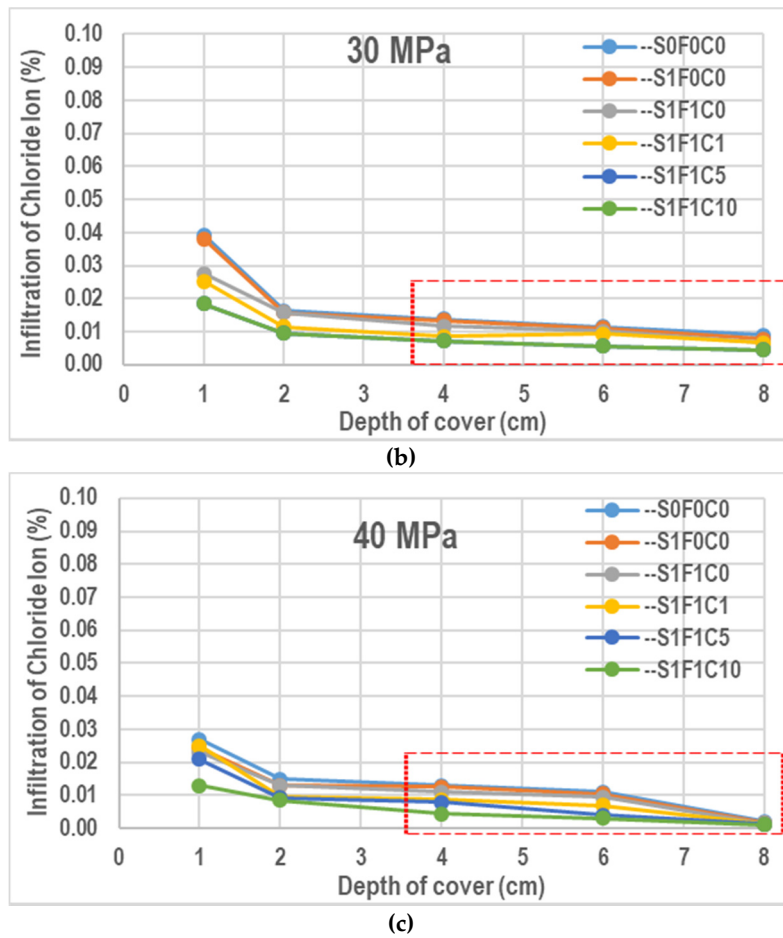 30 MPa
Infiltration of Chloride Ion (%)
0.10
0.09
0.08
0.07
0.06
0.05
0.04
0.03
0.02
0.01
0.00
--S0F0C0
--S1F0C0
--S1F1C0
--S1F1C1
--S1F1C5
--S1F1C10
0 1 2 3 4 5 6 7 8
Depth of cover (cm)
(b)
40 MPa
Infiltration of Chloride Ion (%)
0.10
0.09
0.08
0.07
0.06
0.05
0.04
0.03
0.02
0.01
0.00
--S0F0C0
--S1F0C0
--S1F1C0
--S1F1C1
--S1F1C5
--S1F1C10
0 1 2 3 4 5 6 7 8
Depth of cover (cm)
(c)